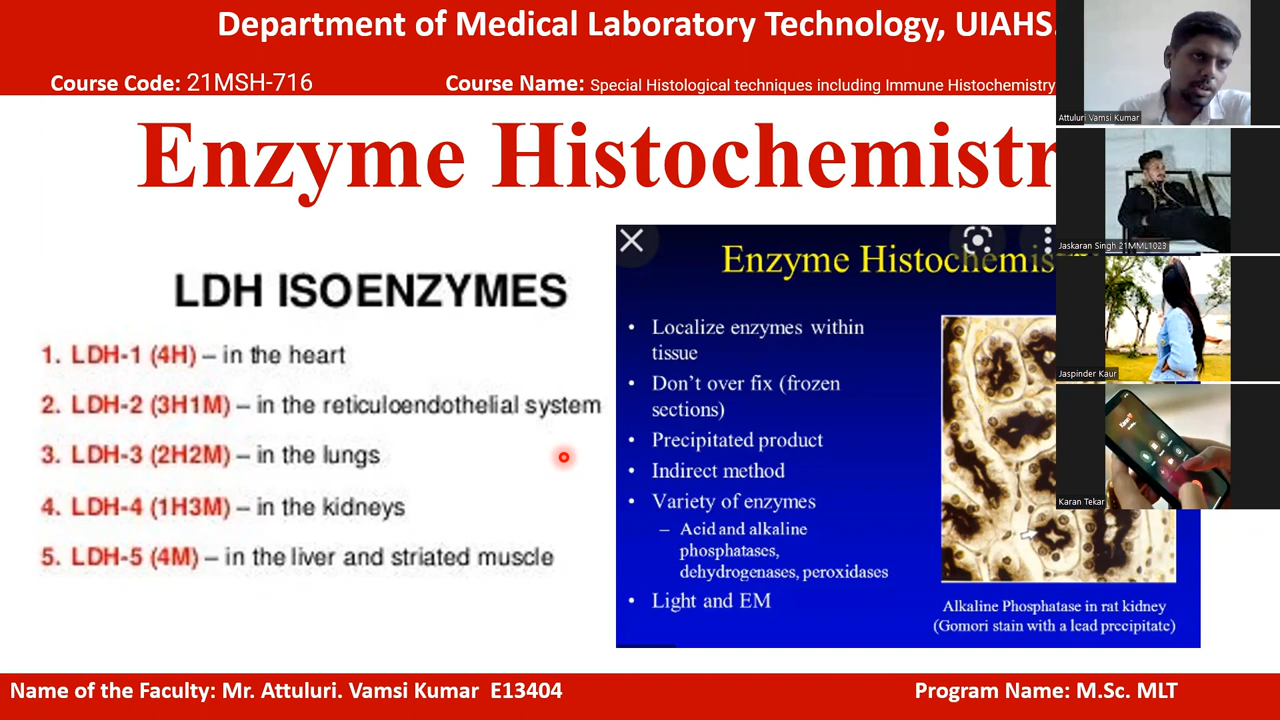 Department of Medical Laboratory Technology, UIAHS.
Course Code: 21MSH-716
Course Name: Special Histological techniques including Immune Histochemistry
Enzyme Histochemistr
LDH ISOENZYMES
1. LDH-1 (4H) – in the heart
2. LDH-2 (3H1M) – in the reticuloendothelial system
3. LDH-3 (2H2M) – in the lungs
4. LDH-4 (1H3M) – in the kidneys
5. LDH-5 (4M) – in the liver and striated muscle
Enzyme Histochemis
• Localize enzymes within
tissue
• Don't over fix (frozen
sections)
• Precipitated product
• Indirect method
• Variety of enzymes
– Acid and alkaline
phosphatases,
dehydrogenases, peroxidases
• Light and EM
Alkaline Phosphatase in rat kidney
(Gomori stain with a lead precipitate)
Attuluri Vamsi Kumar
Jaskaran Singh 21MML1023
Jaspinder Kaur
Karan Tekar
Name of the Faculty: Mr. Attuluri. Vamsi Kumar E13404
Program Name: M.Sc. MLT